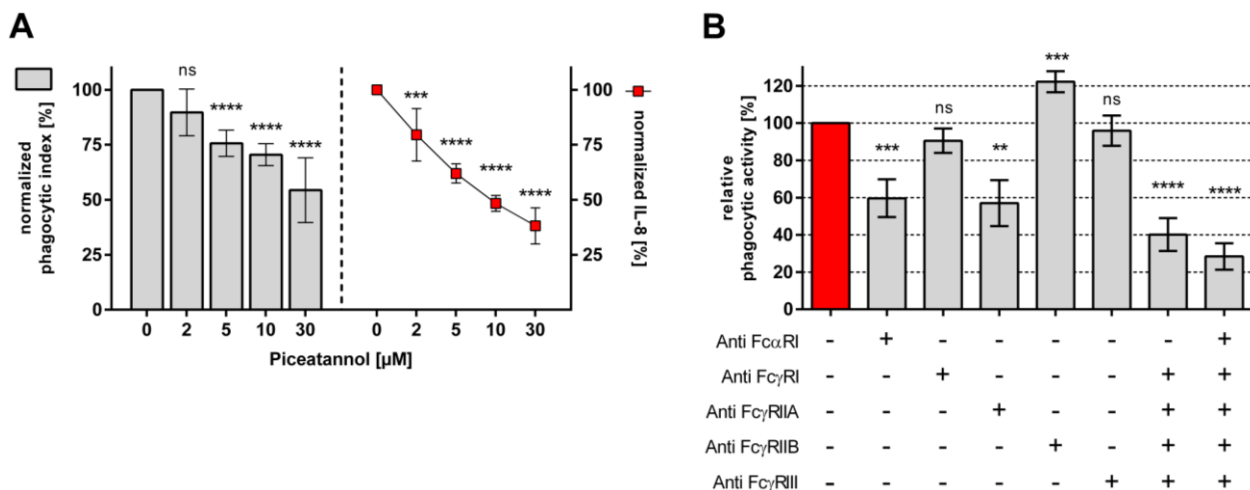 A
normalized
phagocytic index [%]
100
75
50
25
0
ns
****
****
****
0 2 5 10 30
***
****
****
****
0 2 5 10 30
100
75
50
25
normalized IL-8
[%]
Piceatannol [µM]
B
relative
phagocytic activity [%]
120
100
80
60
40
20
0
***
ns
**
***
ns
****
****
Anti FcαRI - + - - - - - +
Anti FcγRI - - + - - - + +
Anti FcγRIIA - - - + - - + +
Anti FcγRIIB - - - - + - + +
Anti FcγRIII - - - - - + + +